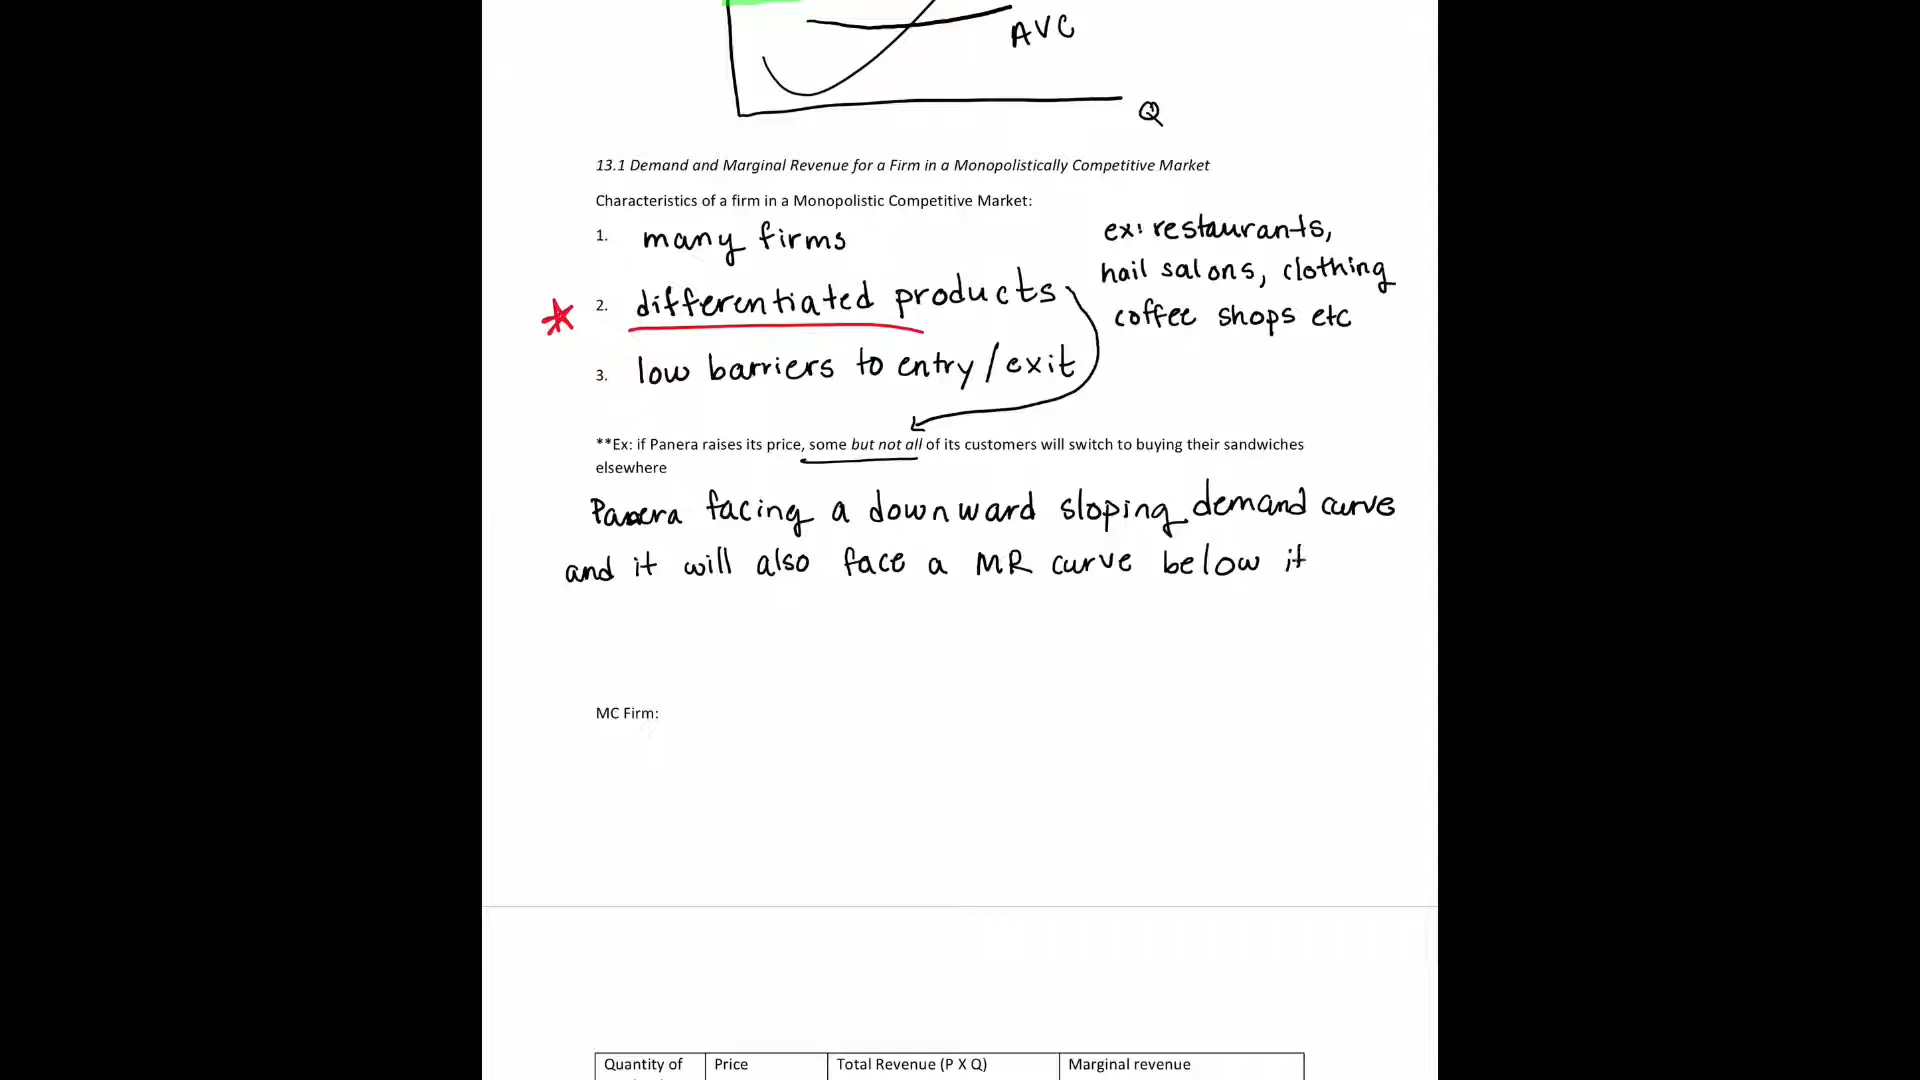 AVC
Q
13.1 Demand and Marginal Revenue for a Firm in a Monopolistically Competitive Market
Characteristics of a firm in a Monopolistic Competitive Market:
1. many firms
2. differentiated products
3. low barriers to entry/exit
ex: restaurants,
nail salons, clothing
coffee shops etc
**Ex: if Panera raises its price, some but not all of its customers will switch to buying their sandwiches
elsewhere
Panera facing a downward sloping demand curve
and it will also face a MR curve below it
MC Firm:
Quantity of Price Total Revenue (P X Q) Marginal revenue